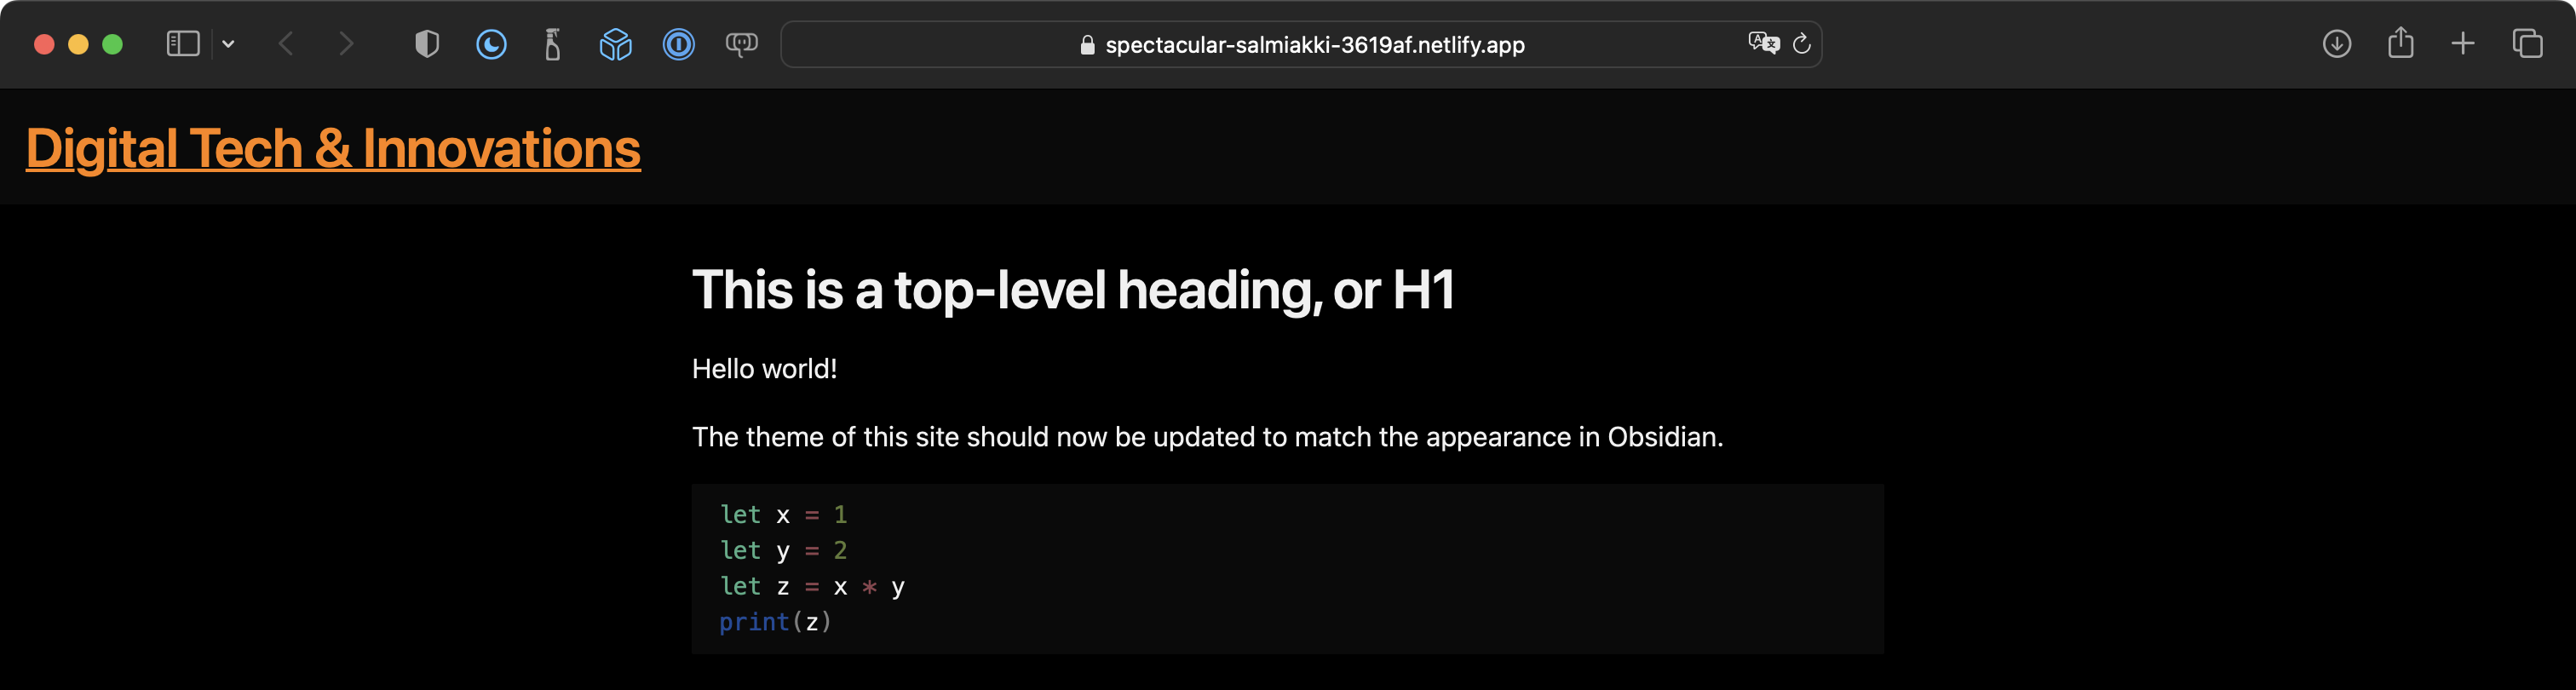 spectacular-salmiakki-3619af.netlify.app
Digital Tech & Innovations
This is a top-level heading, or H1
Hello world!
The theme of this site should now be updated to match the appearance in Obsidian.
let x = 1
let y = 2
let z = x * y
print(z)